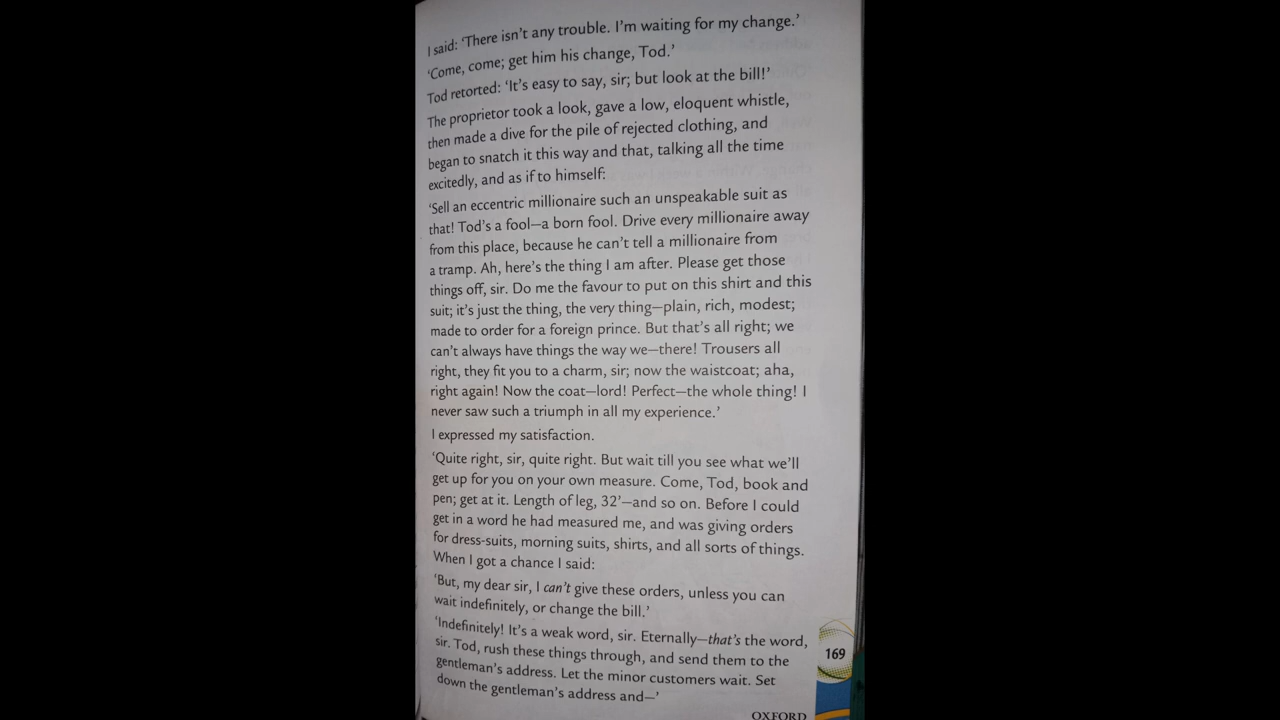 I said: ‘There isn’t any trouble. I’m waiting for my change.’
‘Come, come; get him his change, Tod.’
Tod retorted: ‘It’s easy to say, sir; but look at the bill!’
The proprietor took a look, gave a low, eloquent whistle,
then made a dive for the pile of rejected clothing, and
began to snatch it this way and that, talking all the time
excitedly, and as if to himself:
‘Sell an eccentric millionaire such an unspeakable suit as
that! Tod’s a fool—a born fool. Drive every millionaire away
from this place, because he can’t tell a millionaire from
a tramp. Ah, here’s the thing I am after. Please get those
things off, sir. Do me the favour to put on this shirt and this
suit; it’s just the thing, the very thing—plain, rich, modest;
made to order for a foreign prince. But that’s all right; we
can’t always have things the way we—there! Trousers all
right, they fit you to a charm, sir; now the waistcoat; aha,
right again! Now the coat—lord! Perfect—the whole thing! I
never saw such a triumph in all my experience.’
I expressed my satisfaction.
‘Quite right, sir, quite right. But wait till you see what we’ll
get up for you on your own measure. Come, Tod, book and
pen; get at it. Length of leg, 32’—and so on. Before I could
get in a word he had measured me, and was giving orders
for dress-suits, morning suits, shirts, and all sorts of things.
When I got a chance I said:
‘But, my dear sir, I can’t give these orders, unless you can
wait indefinitely, or change the bill.’
‘Indefinitely! It’s a weak word, sir. Eternally—that’s the word,
sir. Tod, rush these things through, and send them to the
gentleman’s address. Let the minor customers wait. Set
down the gentleman’s address and—’
169
OXFORD